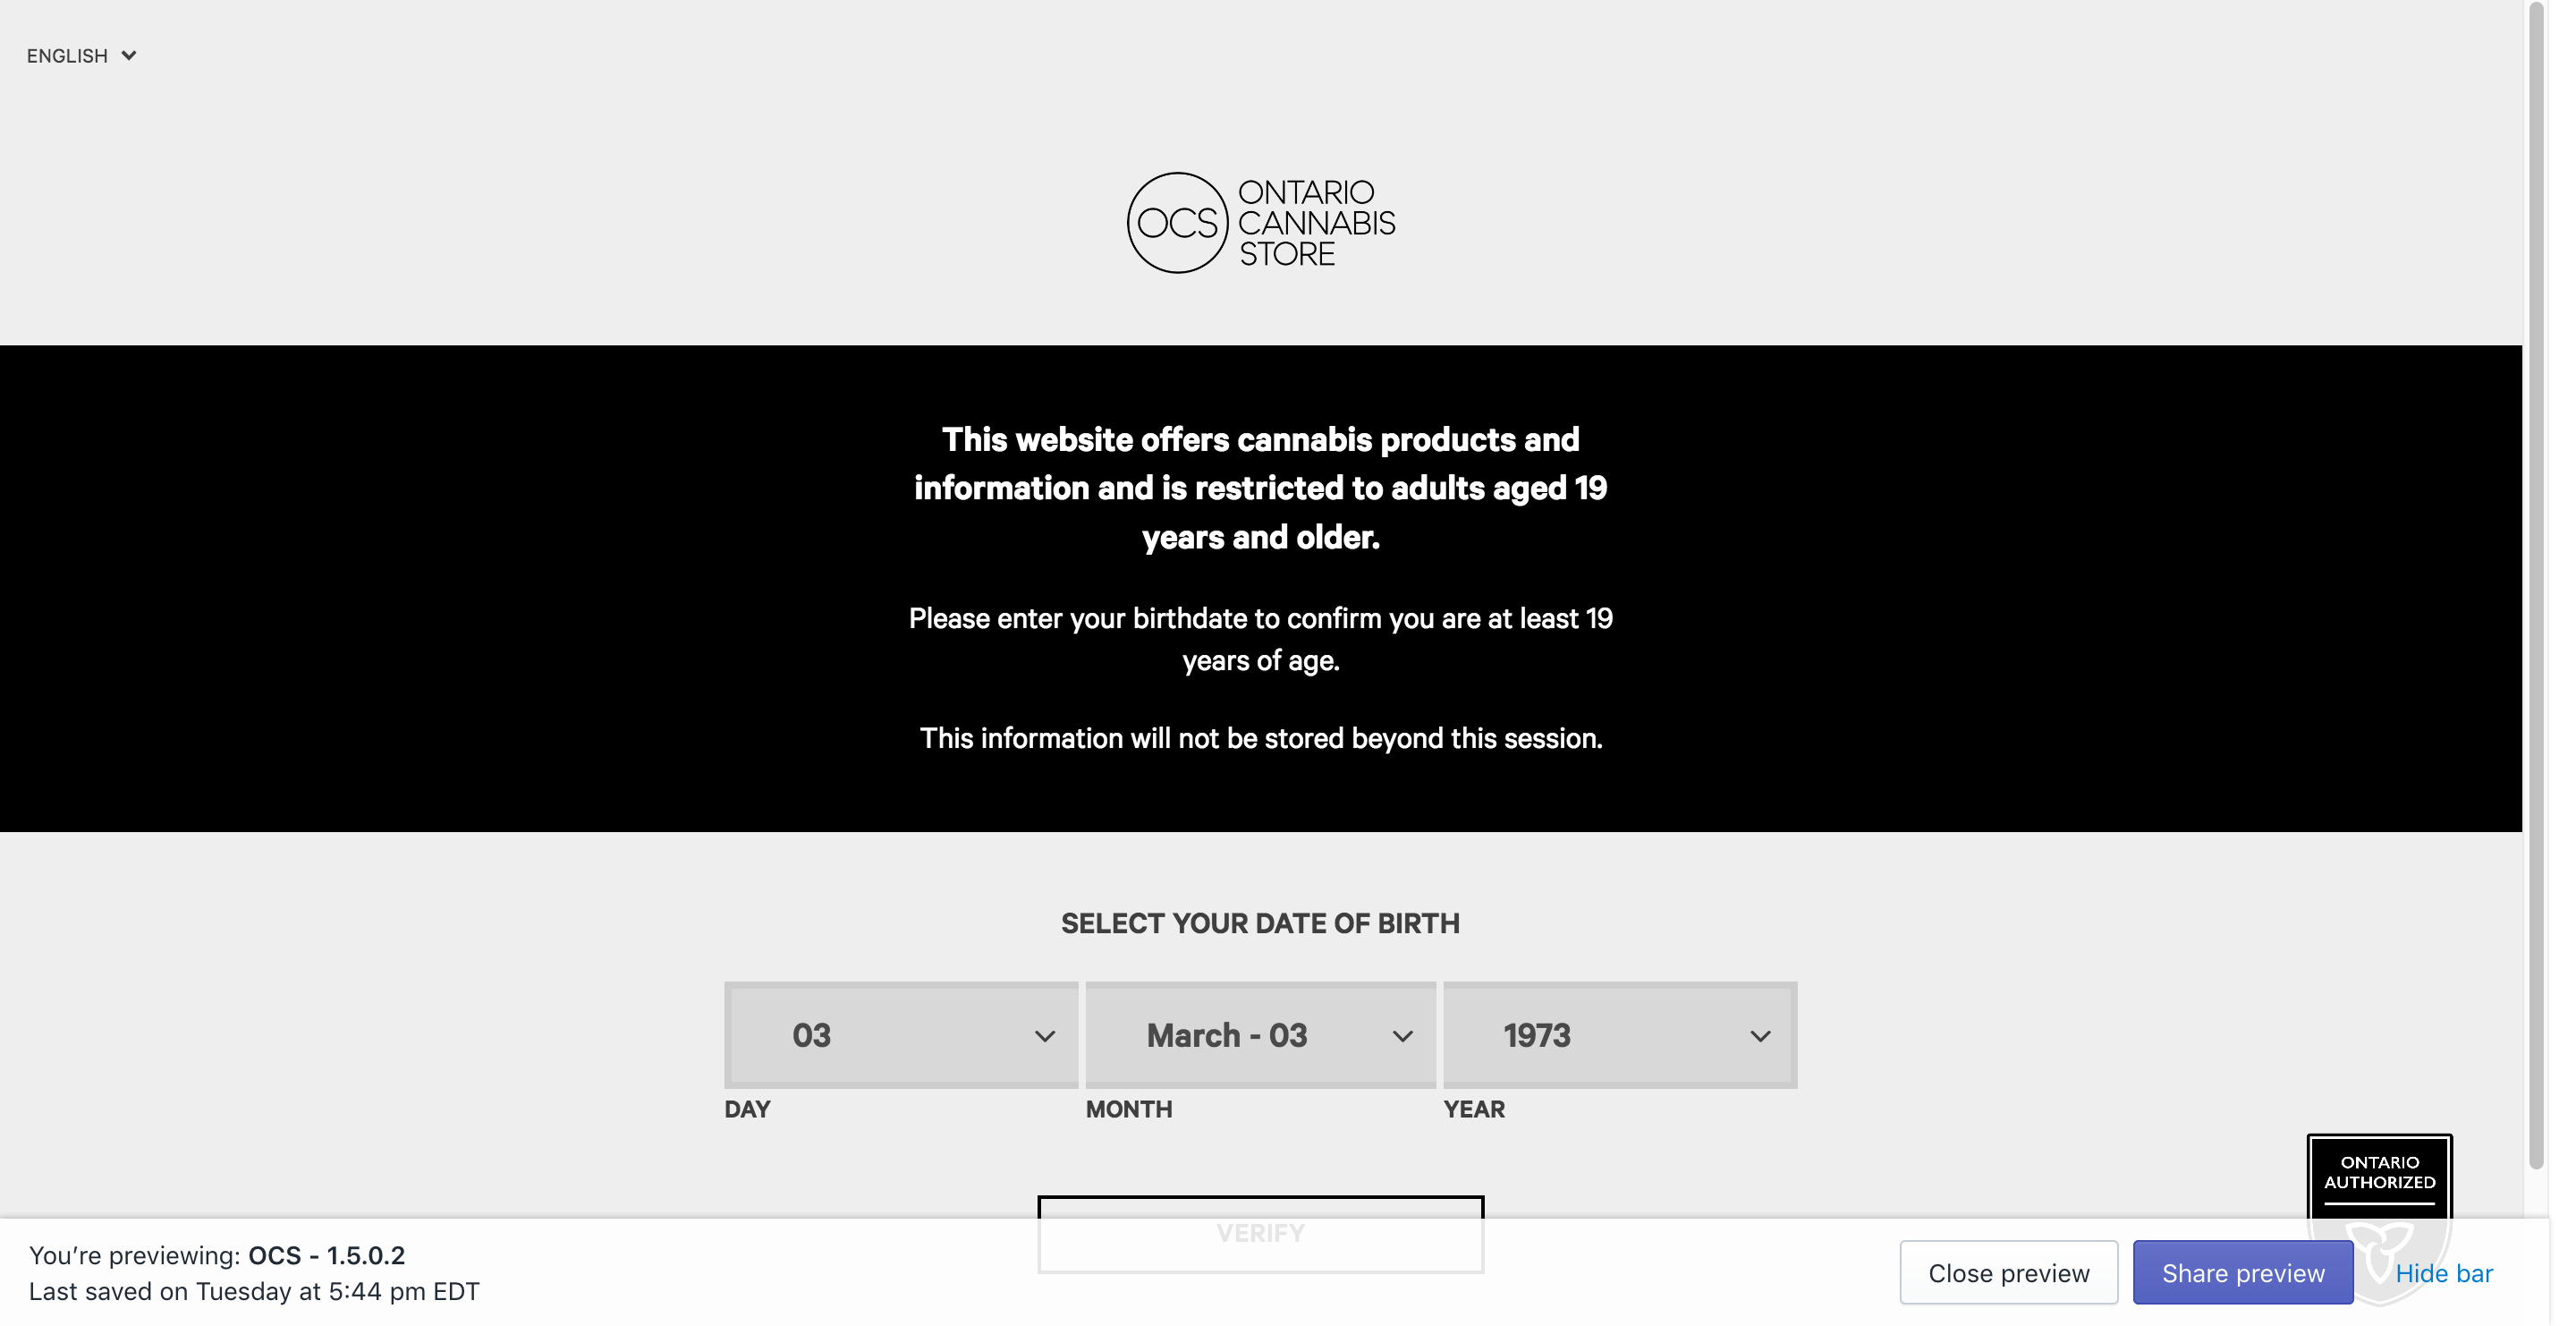 ENGLISH
OCS
ONTARIO
CANNABIS
STORE
This website offers cannabis products and
information and is restricted to adults aged 19
years and older.
Please enter your birthdate to confirm you are at least 19
years of age.
This information will not be stored beyond this session.
SELECT YOUR DATE OF BIRTH
03
March - 03
1973
DAY
MONTH
YEAR
ONTARIO
AUTHORIZED
VERIFY
You’re previewing: OCS - 1.5.0.2
Last saved on Tuesday at 5:44 pm EDT
Close preview
Share preview
Hide bar